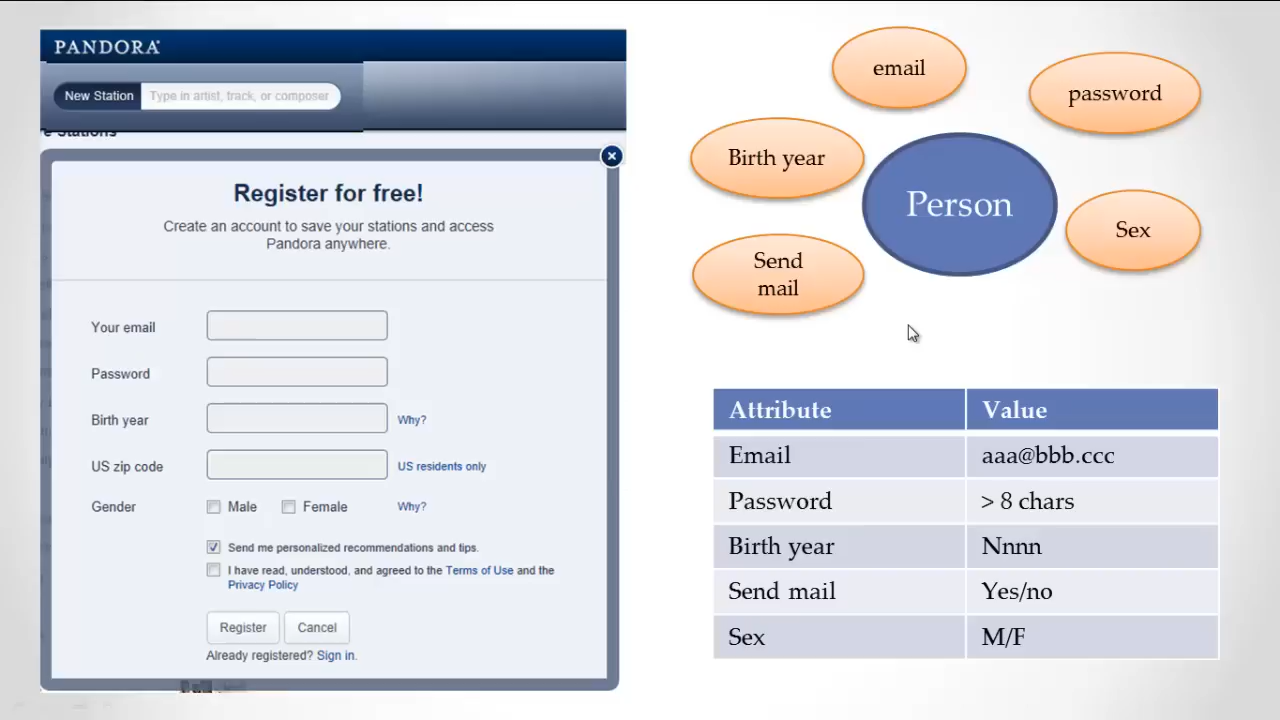 PANDORA
New Station
Type in artist, track, or composer
e Stations
Register for free!
Create an account to save your stations and access
Pandora anywhere.
Your email
Password
Birth year
Why?
US zip code
US residents only
Gender
Male
Female
Why?
Send me personalized recommendations and tips.
I have read, understood, and agreed to the Terms of Use and the
Privacy Policy
Register
Cancel
Already registered? Sign in.
email
password
Birth year
Person
Sex
Send
mail
Attribute Value
Email aaa@bbb.ccc
Password > 8 chars
Birth year Nnnn
Send mail Yes/no
Sex M/F